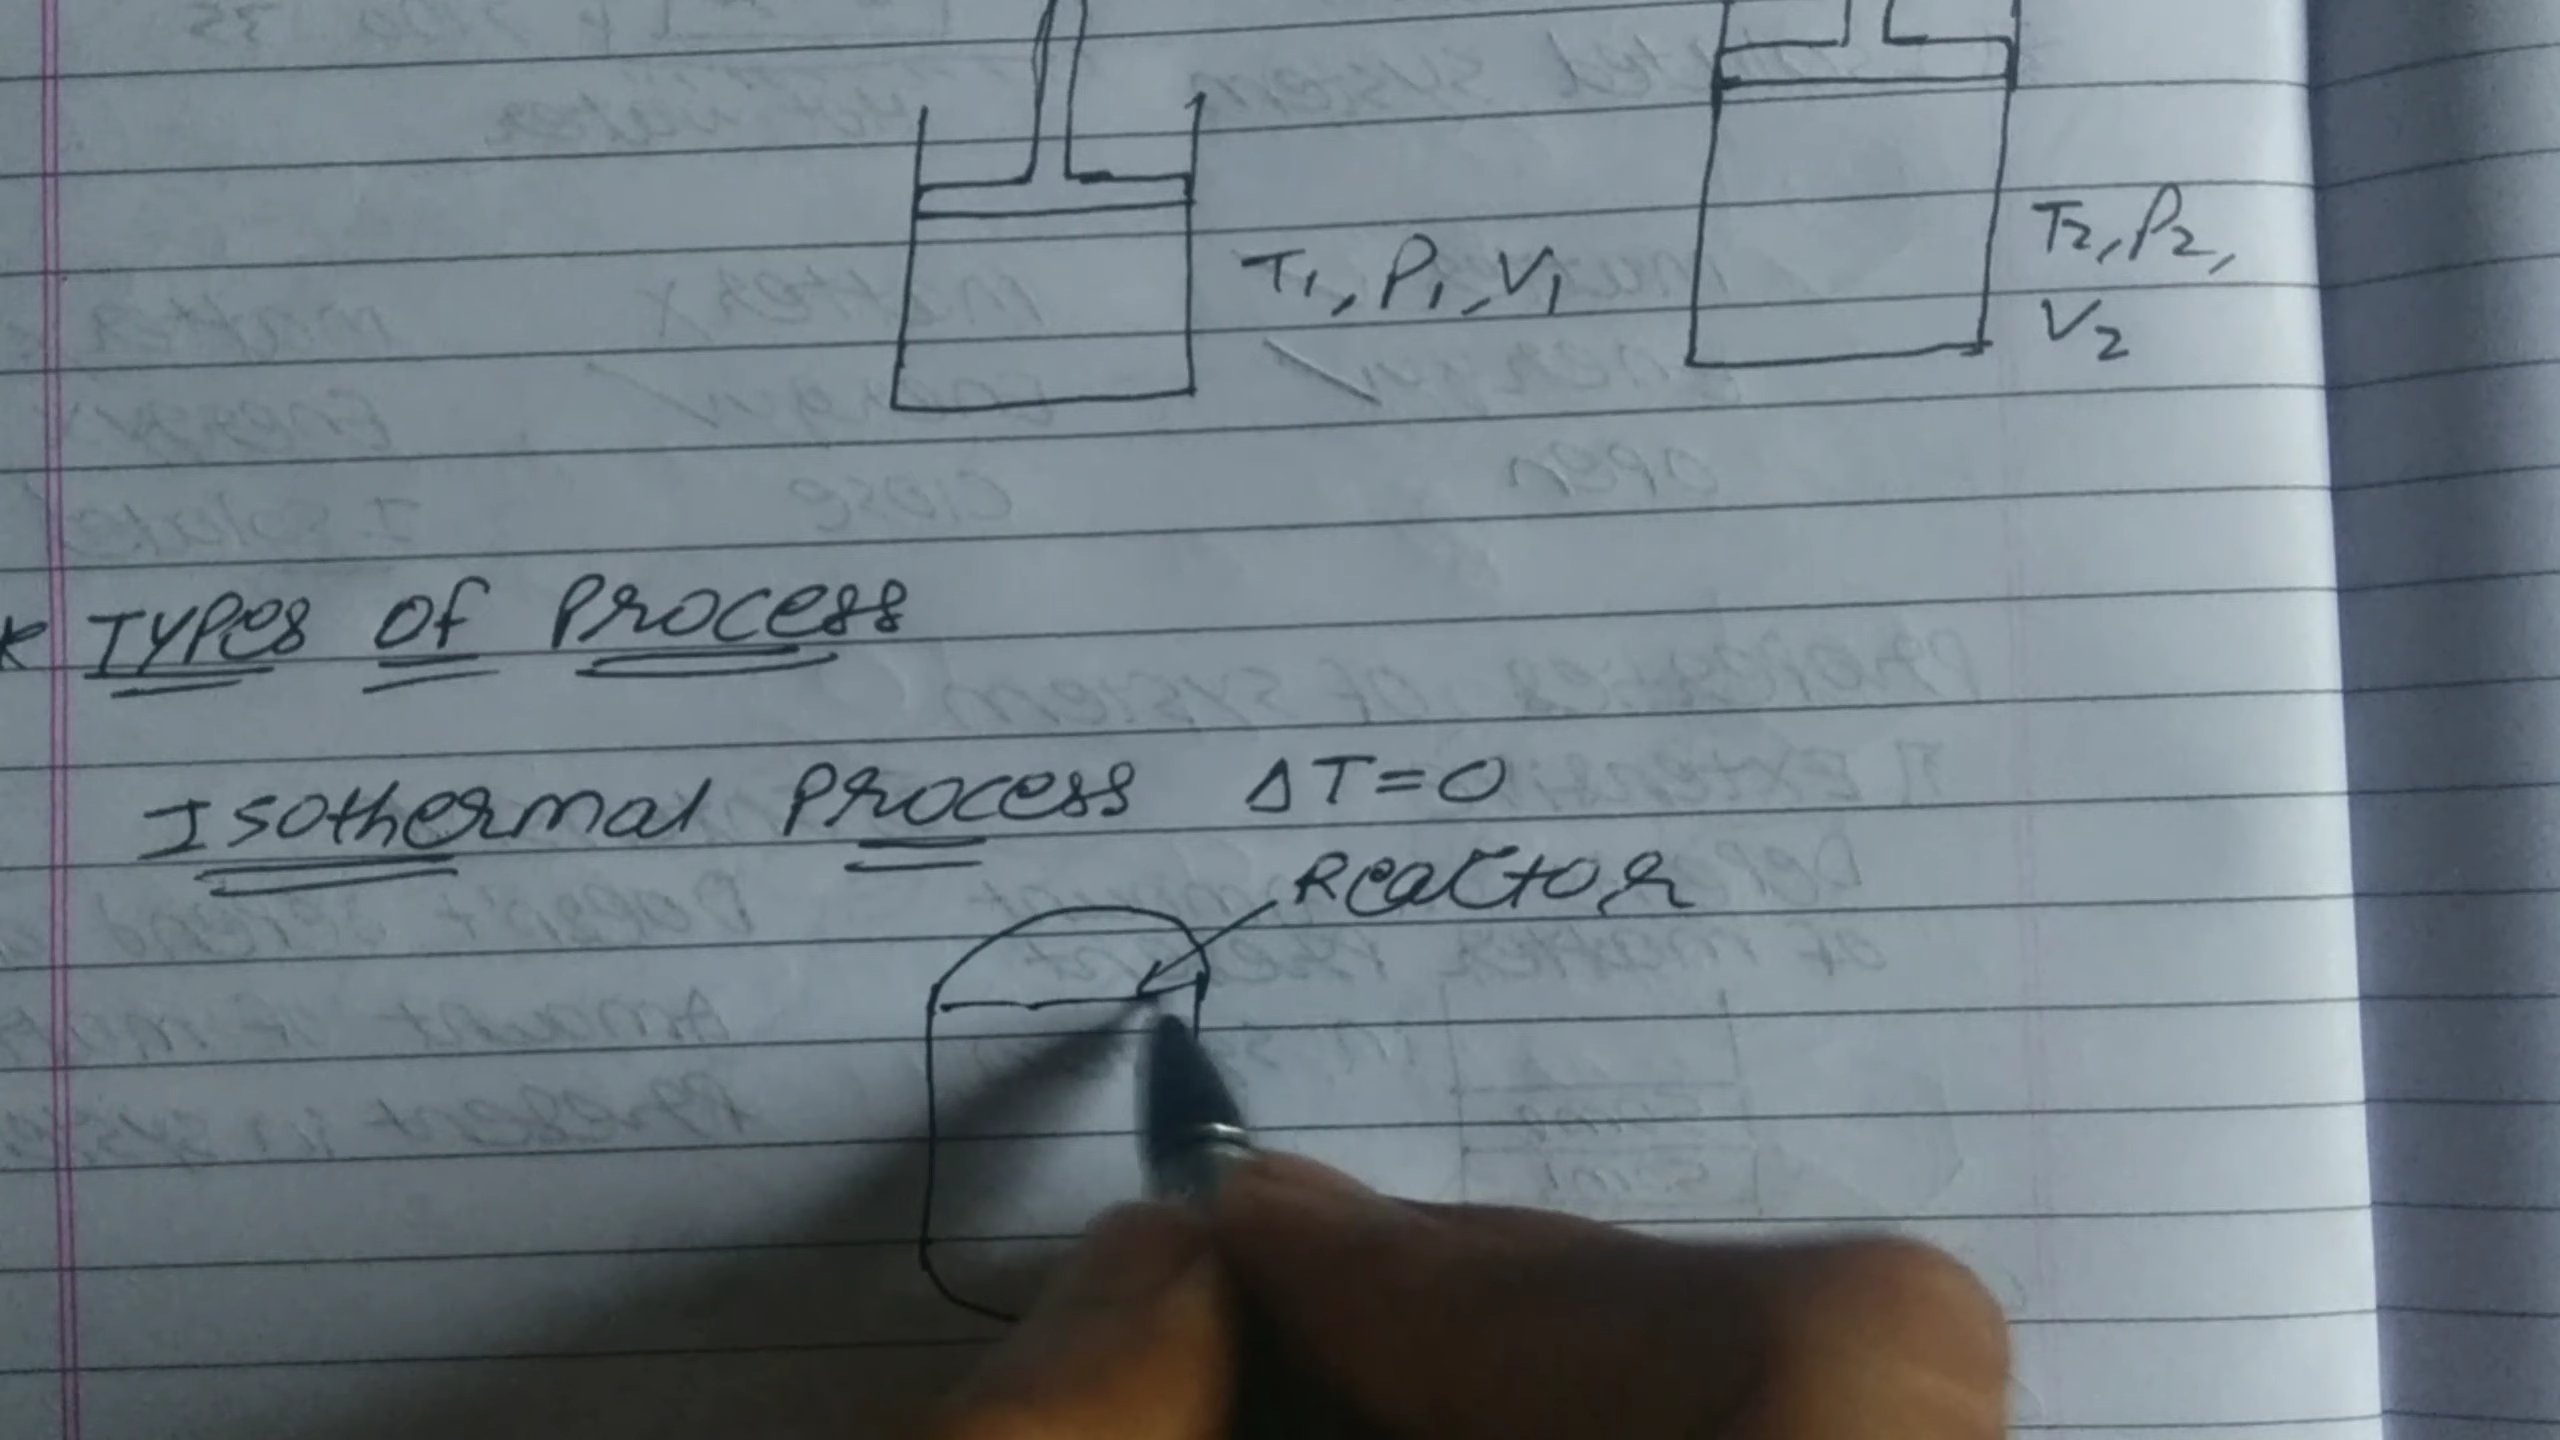 T1, P1, V1
T2, P2,
V2
* Types of Process
Isothermal Process ΔT=0
Reactor